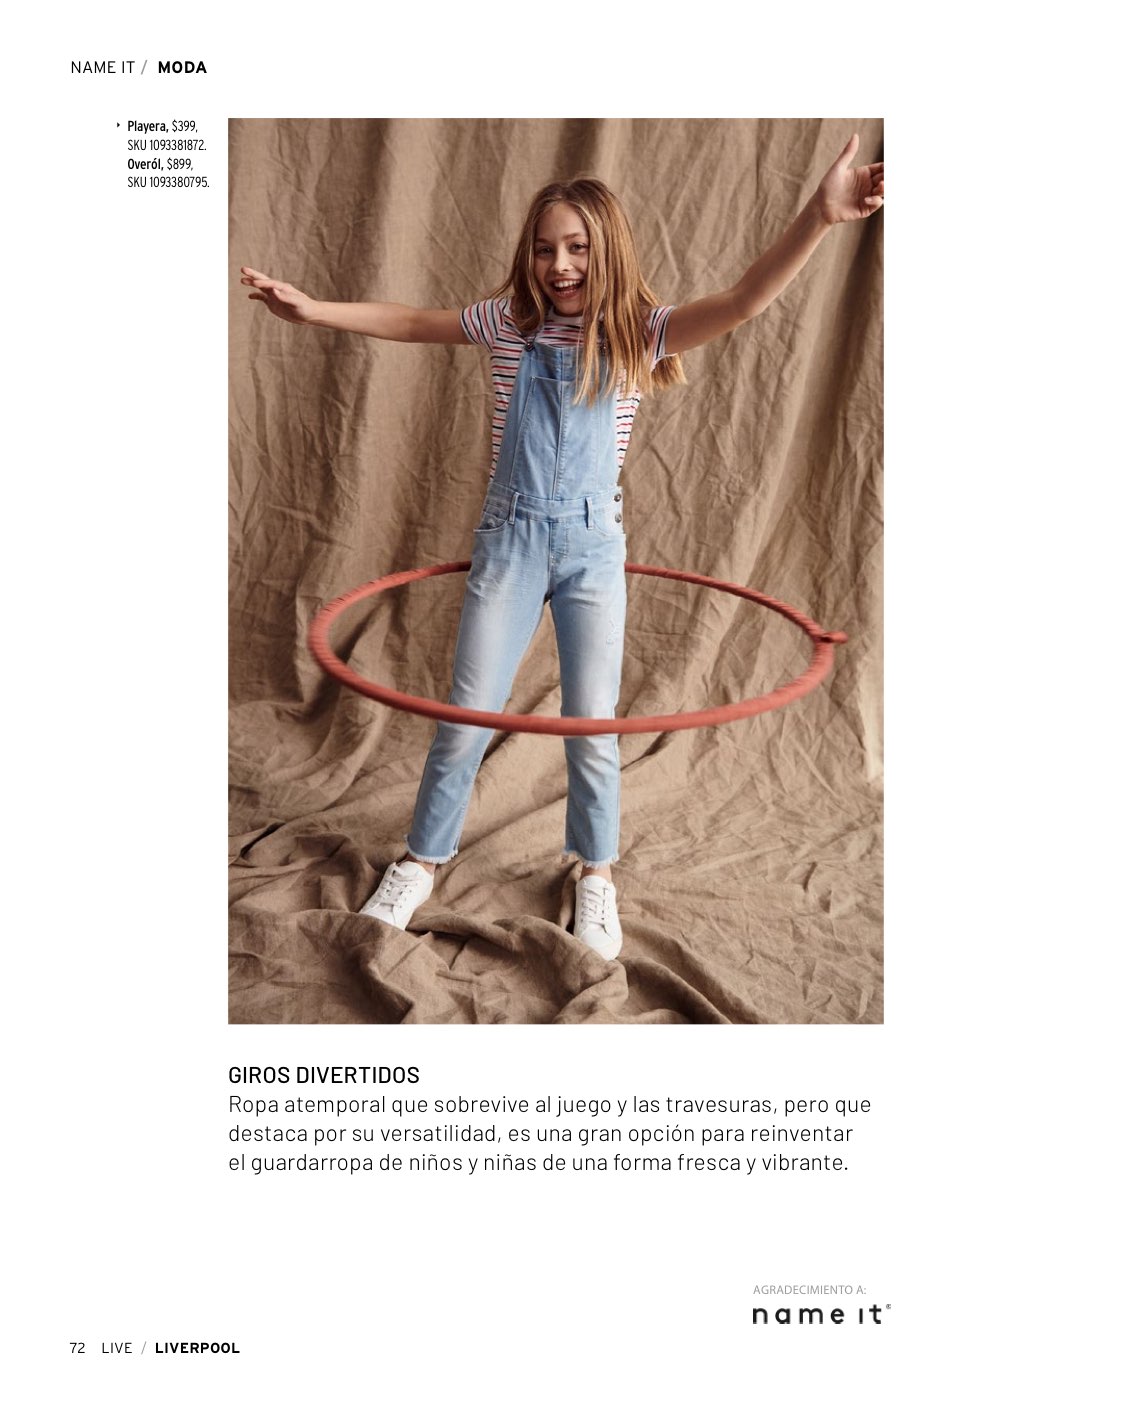 NAME IT / MODA
‣ Playera, $399,
SKU 1093381872.
Overól, $899,
SKU 1093380795.
GIROS DIVERTIDOS
Ropa atemporal que sobrevive al juego y las travesuras, pero que
destaca por su versatilidad, es una gran opción para reinventar
el guardarropa de niños y niñas de una forma fresca y vibrante.
AGRADECIMIENTO A:
name it®
72 LIVE / LIVERPOOL